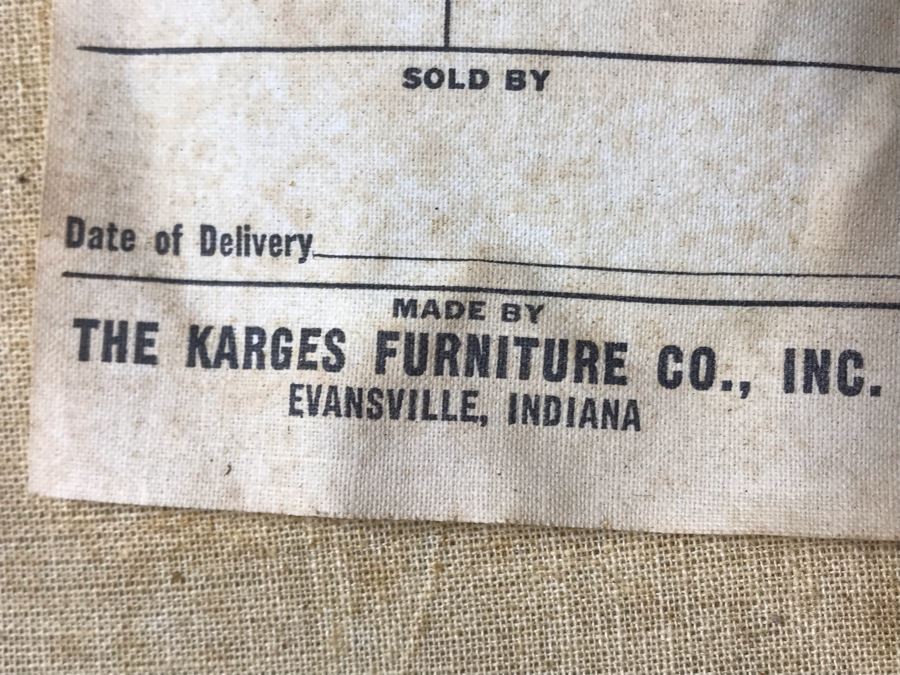 SOLD BY
Date of Delivery
MADE BY
THE KARGES FURNITURE CO., INC.
EVANSVILLE, INDIANA